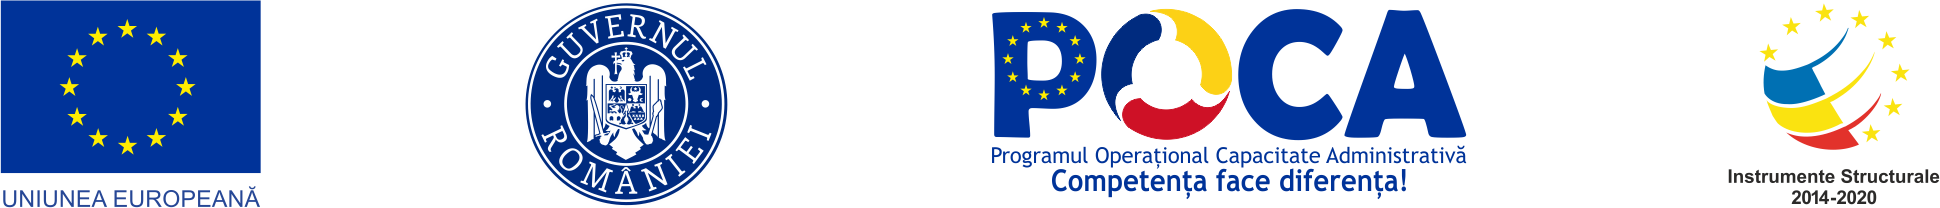 UNIUNEA EUROPEANĂ
GUVERNUL
ROMÂNIEI
POCA
Programul Operațional Capacitate Administrativă
Competența face diferența!
Instrumente Structurale
2014-2020